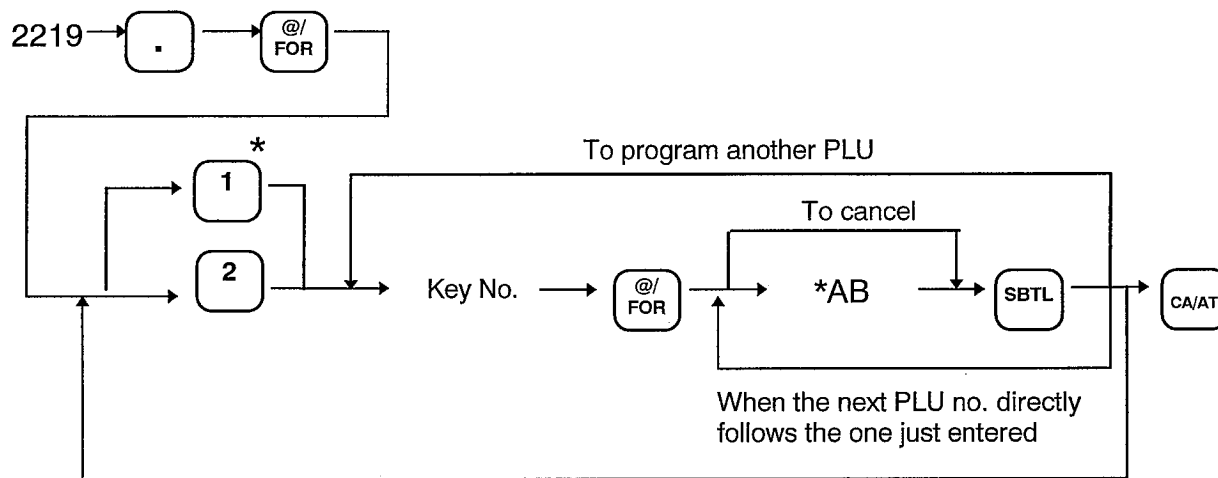 2219
.
@/
FOR
*
1
To program another PLU
To cancel
2
Key No.
@/
FOR
*AB
SBTL
CA/AT
When the next PLU no. directly
follows the one just entered